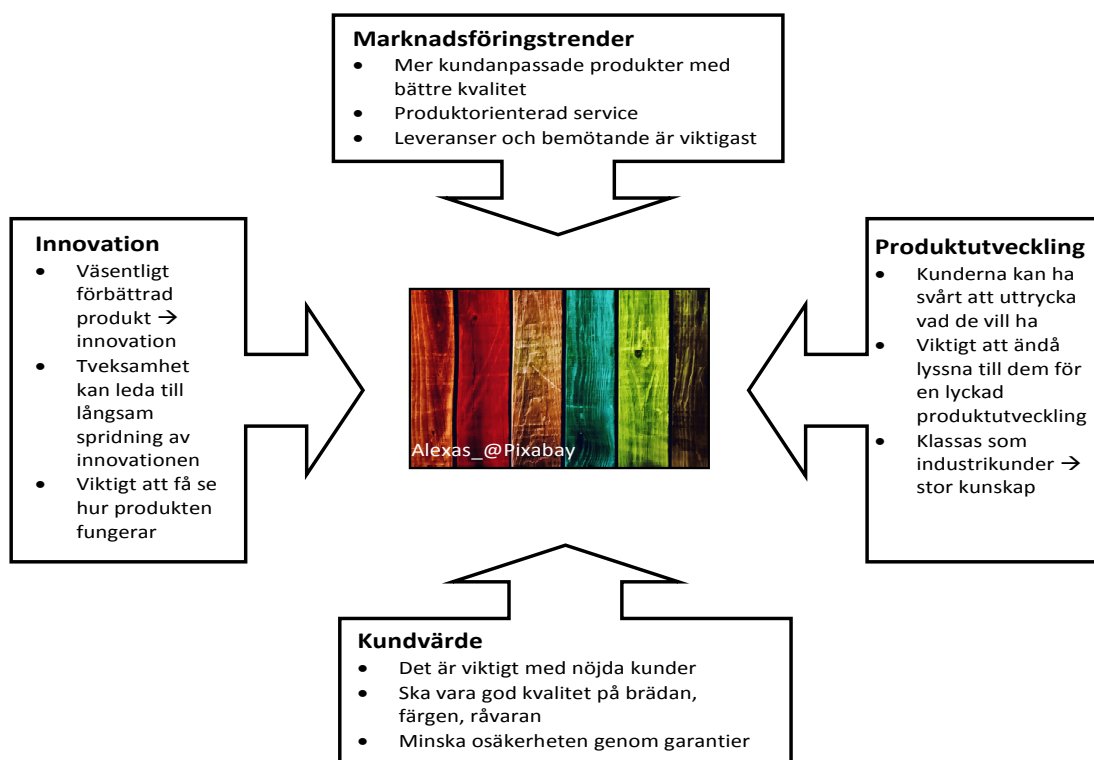 Marknadsföringstrender
• Mer kundanpassade produkter med
bättre kvalitet
• Produktorienterad service
• Leveranser och bemötande är viktigast
Innovation
• Väsentligt
förbättrad
produkt →
innovation
• Tveksamhet
kan leda till
långsam
spridning av
innovationen
• Viktigt att få se
hur produkten
fungerar
Alexas_@Pixabay
Produktutveckling
• Kunderna kan ha
svårt att uttrycka
vad de vill ha
• Viktigt att ändå
lyssna till dem för
en lyckad
produktutveckling
• Klassas som
industrikunder →
stor kunskap
Kundvärde
• Det är viktigt med nöjda kunder
• Ska vara god kvalitet på brädan,
färgen, råvaran
• Minska osäkerheten genom garantier